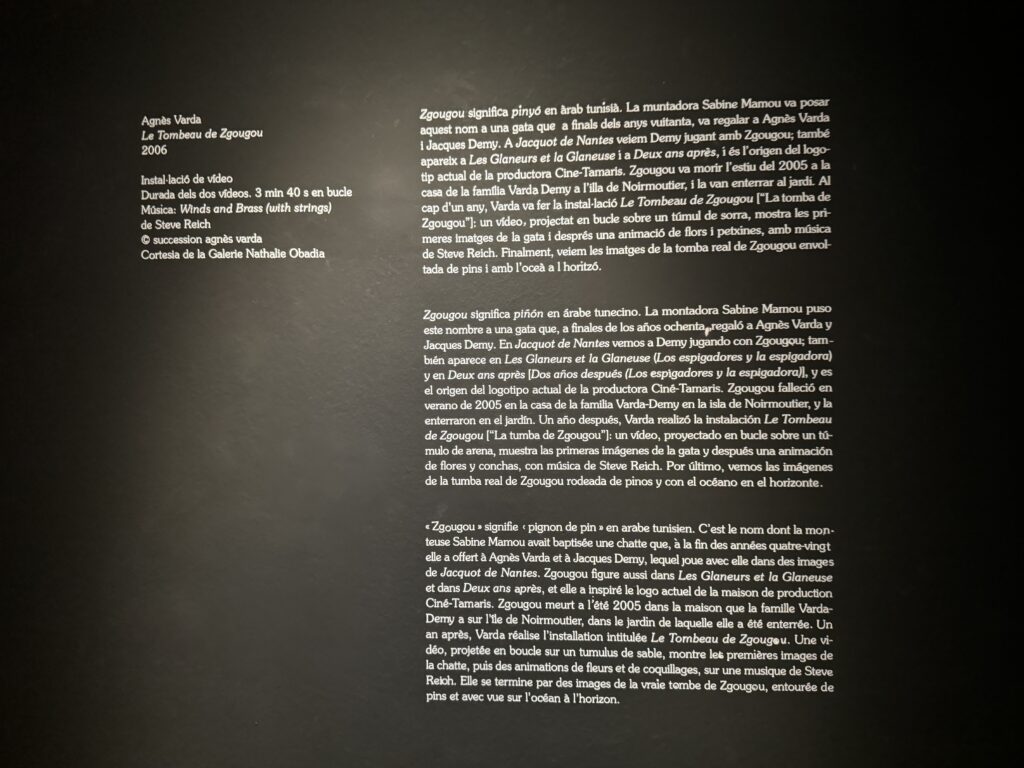 Agnès Varda
Le Tombeau de Zgougou
2006
Instal·lació de vídeo
Durada dels dos vídeos. 3 min 40 s en bucle
Música: Winds and Brass (with strings)
de Steve Reich
© succession agnès varda
Cortesia de la Galerie Nathalie Obadia
Zgougou significa pinyó en àrab tunisià. La muntadora Sabine Mamou va posar
aquest nom a una gata que a finals dels anys vuitanta, va regalar a Agnès Varda
i Jacques Demy. A Jacquot de Nantes veiem Demy jugant amb Zgougou; també
apareix a Les Glaneurs et la Glaneuse i a Deux ans après, i és l'origen del logo-
tip actual de la productora Cine-Tamaris. Zgougou va morir l'estiu del 2005 a la
casa de la família Varda Demy a l'illa de Noirmoutier, i la van enterrar al jardí. Al
cap d'un any, Varda va fer la instal·lació Le Tombeau de Zgougou ["La tomba de
Zgougou"]: un vídeo, projectat en bucle sobre un túmul de sorra, mostra les pri-
meres imatges de la gata i després una animació de flors i petxines, amb música
de Steve Reich. Finalment, veiem les imatges de la tomba real de Zgougou envol-
tada de pins i amb l'oceà a l horitzó.
Zgougou significa piñón en árabe tunecino. La montadora Sabine Mamou puso
este nombre a una gata que, a finales de los años ochenta, regaló a Agnès Varda y
Jacques Demy. En Jacquot de Nantes vemos a Demy jugando con Zgougou; tam-
bién aparece en Les Glaneurs et la Glaneuse (Los espigadores y la espigadora)
y en Deux ans après [Dos años después (Los espigadores y la espigadora)], y es
el origen del logotipo actual de la productora Ciné-Tamaris. Zgougou falleció en
verano de 2005 en la casa de la familia Varda-Demy en la isla de Noirmoutier, y la
enterraron en el jardín. Un año después, Varda realizó la instalación Le Tombeau
de Zgougou ["La tumba de Zgougou"]: un vídeo, proyectado en bucle sobre un tú-
mulo de arena, muestra las primeras imágenes de la gata y después una animación
de flores y conchas, con música de Steve Reich. Por último, vemos las imágenes
de la tumba real de Zgougou rodeada de pinos y con el océano en el horizonte.
« Zgougou » signifie ‹ pignon de pin » en arabe tunisien. C'est le nom dont la mon-
teuse Sabine Mamou avait baptisée une chatte que, à la fin des années quatre-vingt
elle a offert à Agnès Varda et à Jacques Demy, lequel joue avec elle dans des images
de Jacquot de Nantes. Zgougou figure aussi dans Les Glaneurs et la Glaneuse
et dans Deux ans après, et elle a inspiré le logo actuel de la maison de production
Ciné-Tamaris. Zgougou meurt a l'été 2005 dans la maison que la famille Varda-
Demy a sur l'île de Noirmoutier, dans le jardin de laquelle elle a été enterrée. Un
an après, Varda réalise l'installation intitulée Le Tombeau de Zgougou. Une vi-
déo, projetée en boucle sur un tumulus de sable, montre les premières images de
la chatte, puis des animations de fleurs et de coquillages, sur une musique de Steve
Reich. Elle se termine par des images de la vraie tombe de Zgougou, entourée de
pins et avec vue sur l'océan à l'horizon.